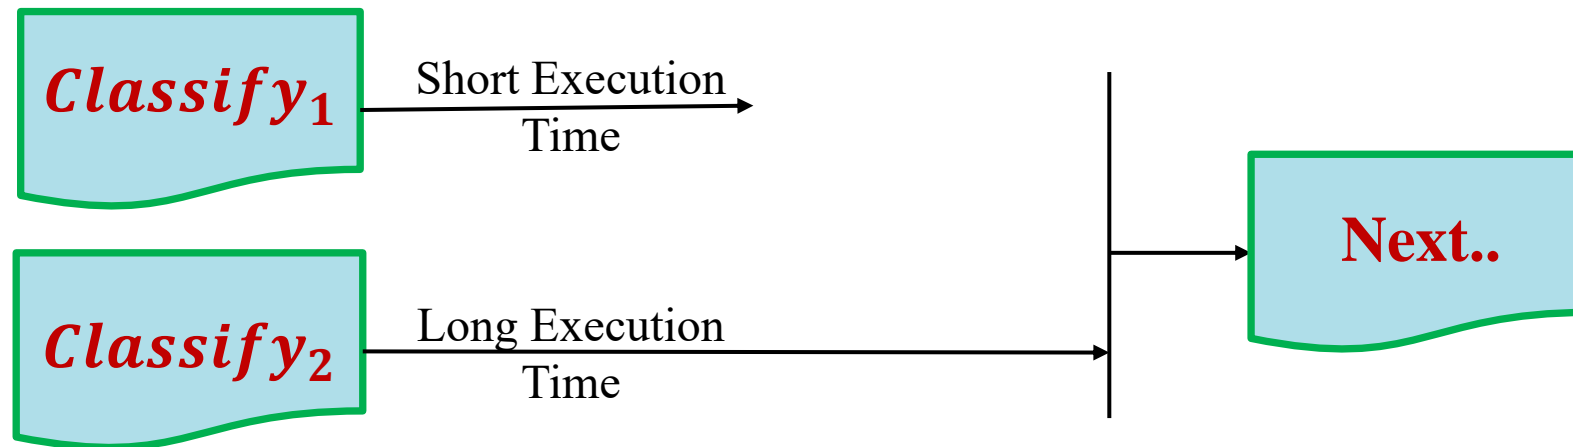 Classify₁
Short Execution
Time
Next..
Classify₂
Long Execution
Time